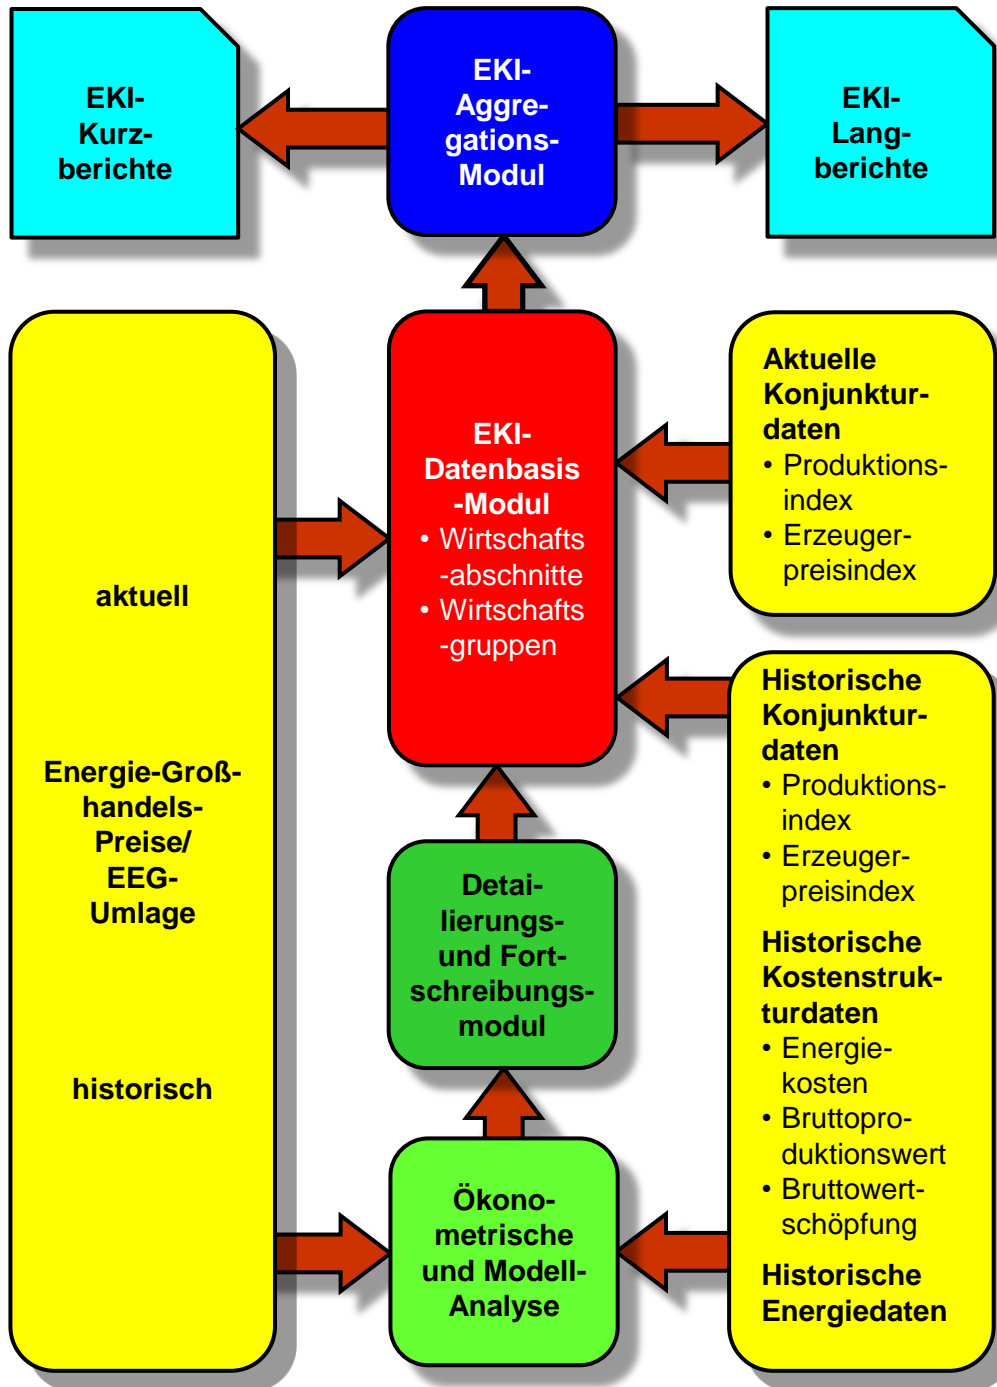 EKI-
Kurz-
berichte
EKI-
Aggre-
gations-
Modul
EKI-
Lang-
berichte
aktuell
Energie-Groß-
handels-
Preise/
EEG-
Umlage
historisch
EKI-
Datenbasis
-Modul
• Wirtschafts
-abschnitte
• Wirtschafts
-gruppen
Detai-
lierungs-
und Fort-
schreibungs-
modul
Ökono-
metrische
und Modell-
Analyse
Aktuelle
Konjunktur-
daten
• Produktions-
index
• Erzeuger-
preisindex
Historische
Konjunktur-
daten
• Produktions-
index
• Erzeuger-
preisindex
Historische
Kostenstruk-
turdaten
• Energie-
kosten
• Bruttopro-
duktionswert
• Bruttowert-
schöpfung
Historische
Energiedaten